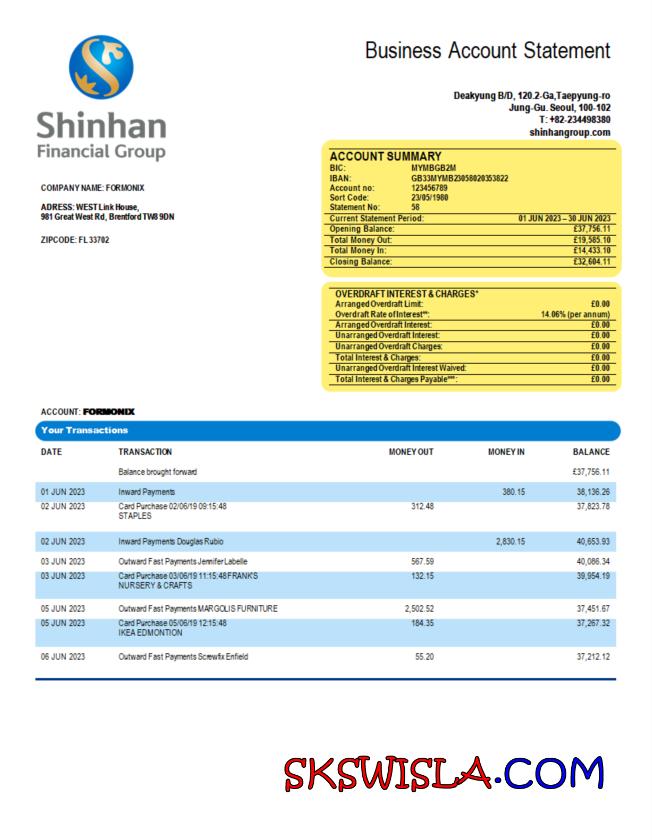 Shinhan
Financial Group
Business Account Statement
Deakyung B/D, 120.2-Ga,Taepyung-ro
Jung-Gu. Seoul, 100-102
T: +82-234498380
shinhangroup.com
COMPANY NAME: FORMONIX
ADRESS: WEST Link House,
981 Great West Rd, Brentford TW8 9DN
ZIPCODE: FL 33702
ACCOUNT SUMMARY
BIC: MYMBGB2M
IBAN: GB33MYMB23058020353822
Account no: 123456789
Sort Code: 23/05/1980
Statement No: 58
Current Statement Period: 01 JUN 2023 – 30 JUN 2023
Opening Balance: £37,756.11
Total Money Out: £19,585.10
Total Money In: £14,433.10
Closing Balance: £32,604.11
OVERDRAFT INTEREST & CHARGES*
Arranged Overdraft Limit: £0.00
Overdraft Rate of Interest**: 14.06% (per annum)
Arranged Overdraft Interest: £0.00
Unarranged Overdraft Interest: £0.00
Unarranged Overdraft Charges: £0.00
Total Interest & Charges: £0.00
Unarranged Overdraft Interest Waived: £0.00
Total Interest & Charges Payable***: £0.00
ACCOUNT: FORMONIX
Your Transactions
DATE TRANSACTION MONEY OUT MONEY IN BALANCE
Balance brought forward £37,756.11
01 JUN 2023 Inward Payments 380.15 38,136.26
02 JUN 2023 Card Purchase 02/06/19 09:15:48 312.48 37,823.78
STAPLES
02 JUN 2023 Inward Payments Douglas Rubio 2,830.15 40,653.93
03 JUN 2023 Outward Fast Payments Jennifer Labelle 567.59 40,086.34
03 JUN 2023 Card Purchase 03/06/19 11:15:48 FRANKS 132.15 39,954.19
NURSERY & CRAFTS
05 JUN 2023 Outward Fast Payments MARGOLIS FURNITURE 2,502.52 37,451.67
05 JUN 2023 Card Purchase 05/06/19 12:15:48 184.35 37,267.32
IKEA EDMONTION
06 JUN 2023 Outward Fast Payments Screwfix Enfield 55.20 37,212.12
SKSWISLA.COM